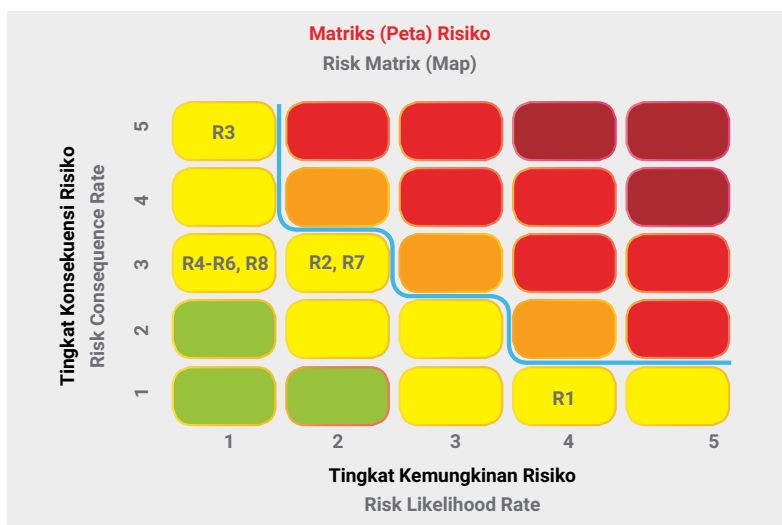 Matriks (Peta) Risiko
Risk Matrix (Map)
Tingkat Konsekuensi Risiko
Risk Consequence Rate
5
R3
4
3
R4-R6, R8
R2, R7
2
1
R1
1
2
3
4
5
Tingkat Kemungkinan Risiko
Risk Likelihood Rate